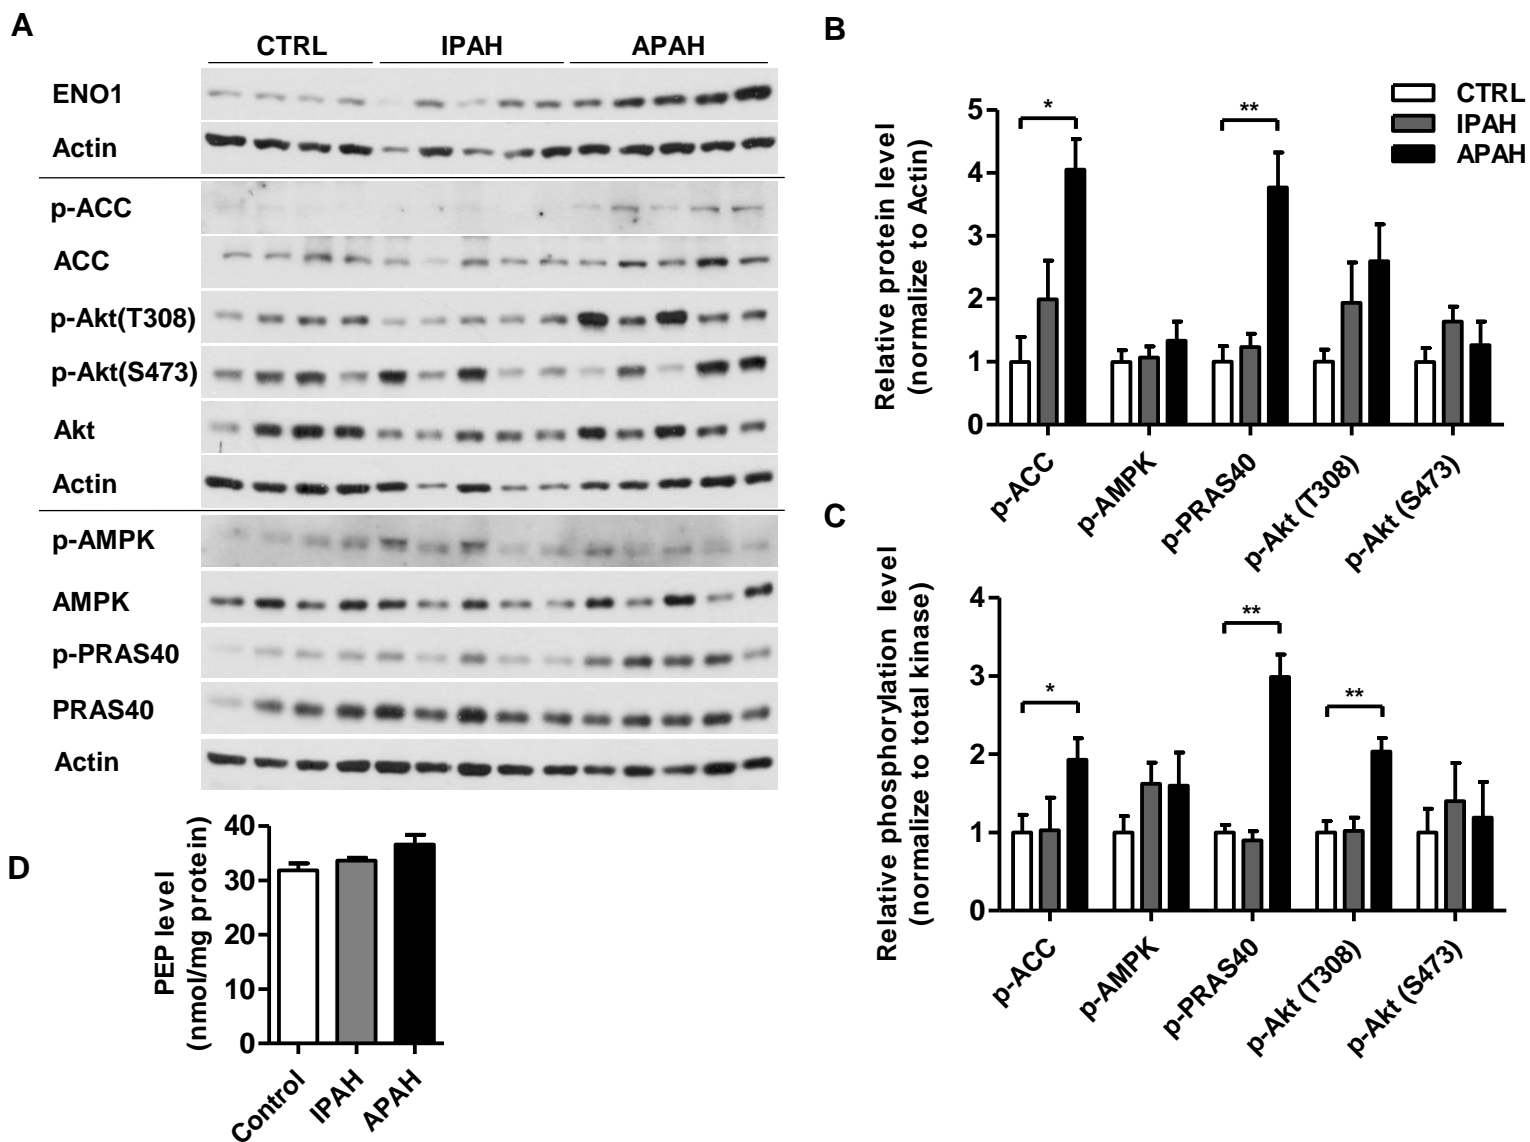 A
CTRL IPAH APAH
ENO1
Actin
p-ACC
ACC
p-Akt(T308)
p-Akt(S473)
Akt
Actin
p-AMPK
AMPK
p-PRAS40
PRAS40
Actin
B
CTRL
IPAH
APAH
Relative protein level
(normalize to Actin)
5
4
3
2
1
0
* **
p-ACC p-AMPK p-PRAS40 p-Akt (T308) p-Akt (S473)
C
Relative phosphorylation level
(normalize to total kinase)
4
3
2
1
0
* ** **
p-ACC p-AMPK p-PRAS40 p-Akt (T308) p-Akt (S473)
D
PEP level
(nmol/mg protein)
40
30
20
10
0
Control IPAH APAH